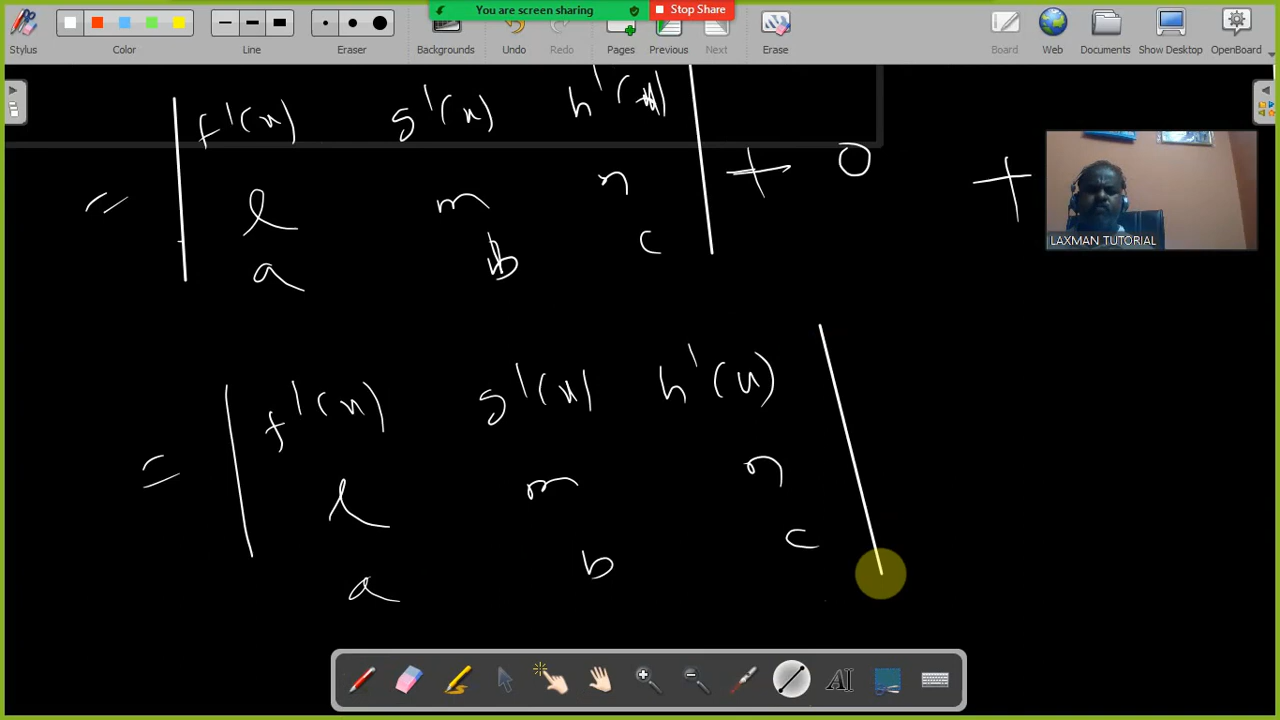 You are screen sharing Stop Share
Stylus Color Line Eraser Backgrounds Undo Redo Pages Previous Next Erase Board Web Documents Show Desktop OpenBoard
f'(x) g'(x) h'(x)
= l m n + 0 +
a b c
LAXMAN TUTORIAL
f'(x) g'(x) h'(x)
= l m n
a b c
AI